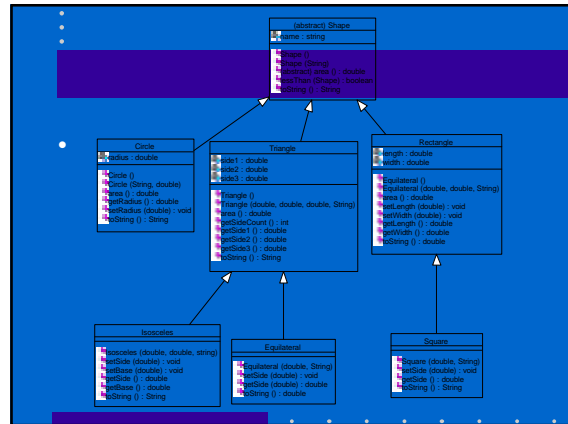 (abstract) Shape
name : string
Shape ()
Shape (String)
(abstract) area () : double
lessThan (Shape) : boolean
toString () : String
Circle
radius : double
Circle ()
Circle (String, double)
area () : double
getRadius () : double
setRadius (double) : void
toString () : String
Triangle
side1 : double
side2 : double
side3 : double
Triangle ()
Triangle (double, double, double, String)
area () : double
getSideCount () : int
getSide1 () : double
getSide2 () : double
getSide3 () : double
toString () : String
Rectangle
length : double
width : double
Equilateral ()
Equilateral (double, double, String)
area () : double
setLength (double) : void
setWidth (double) : void
getLength () : double
getWidth () : double
toString () : double
Isosceles
Isosceles (double, double, string)
setSide (double) : void
setBase (double) : void
getSide () : double
getBase () : double
toString () : String
Equilateral
Equilateral (double, String)
setSide (double) : void
getSide (double) : double
toString () : double
Square
Square (double, String)
setSide (double) : void
getSide () : double
toString () : String